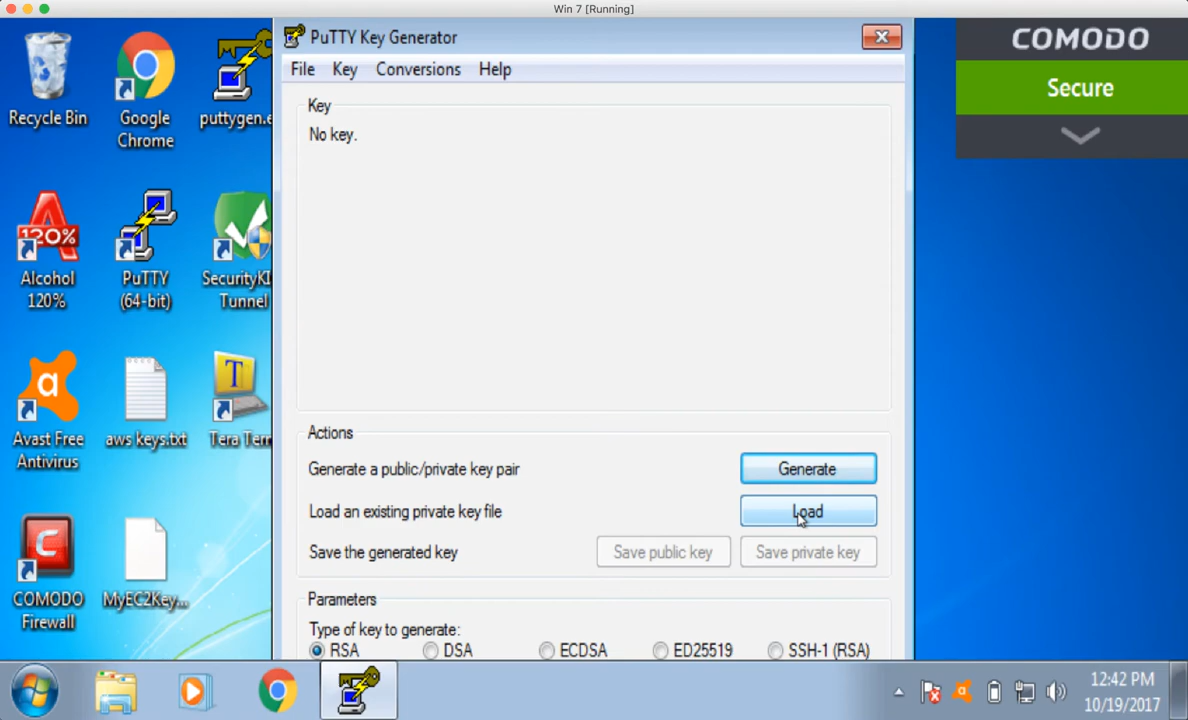 Win 7 [Running]
Recycle Bin
Google
Chrome
puttygen.e
Alcohol
120%
PuTTY
(64-bit)
SecurityKI
Tunnel
120%
Avast Free
Antivirus
aws keys.txt
Tera Tern
COMODO
Firewall
MyEC2Key...
PuTTY Key Generator
File Key Conversions Help
Key
No key.
Actions
Generate a public/private key pair
Generate
Load an existing private key file
Load
Save the generated key
Save public key
Save private key
Parameters
Type of key to generate:
RSA DSA ECDSA ED25519 SSH-1 (RSA)
COMODO
Secure
12:42 PM
10/19/2017